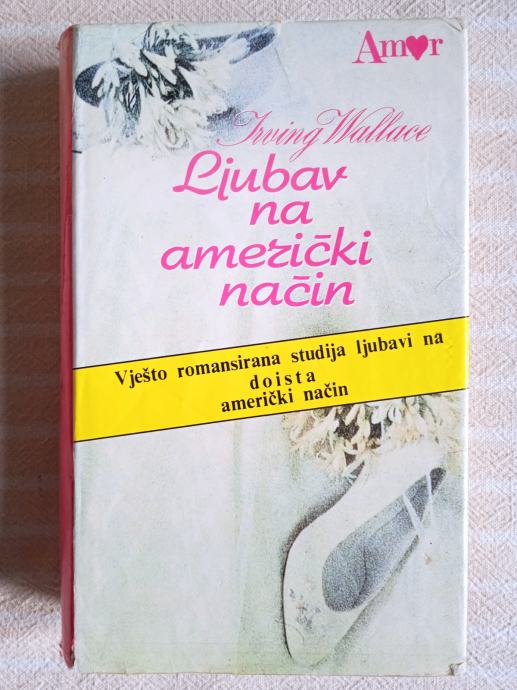 Amor
Irving Wallace
Ljubav
na
američki
način
Vješto romansirana studija ljubavi na
doista
američki način